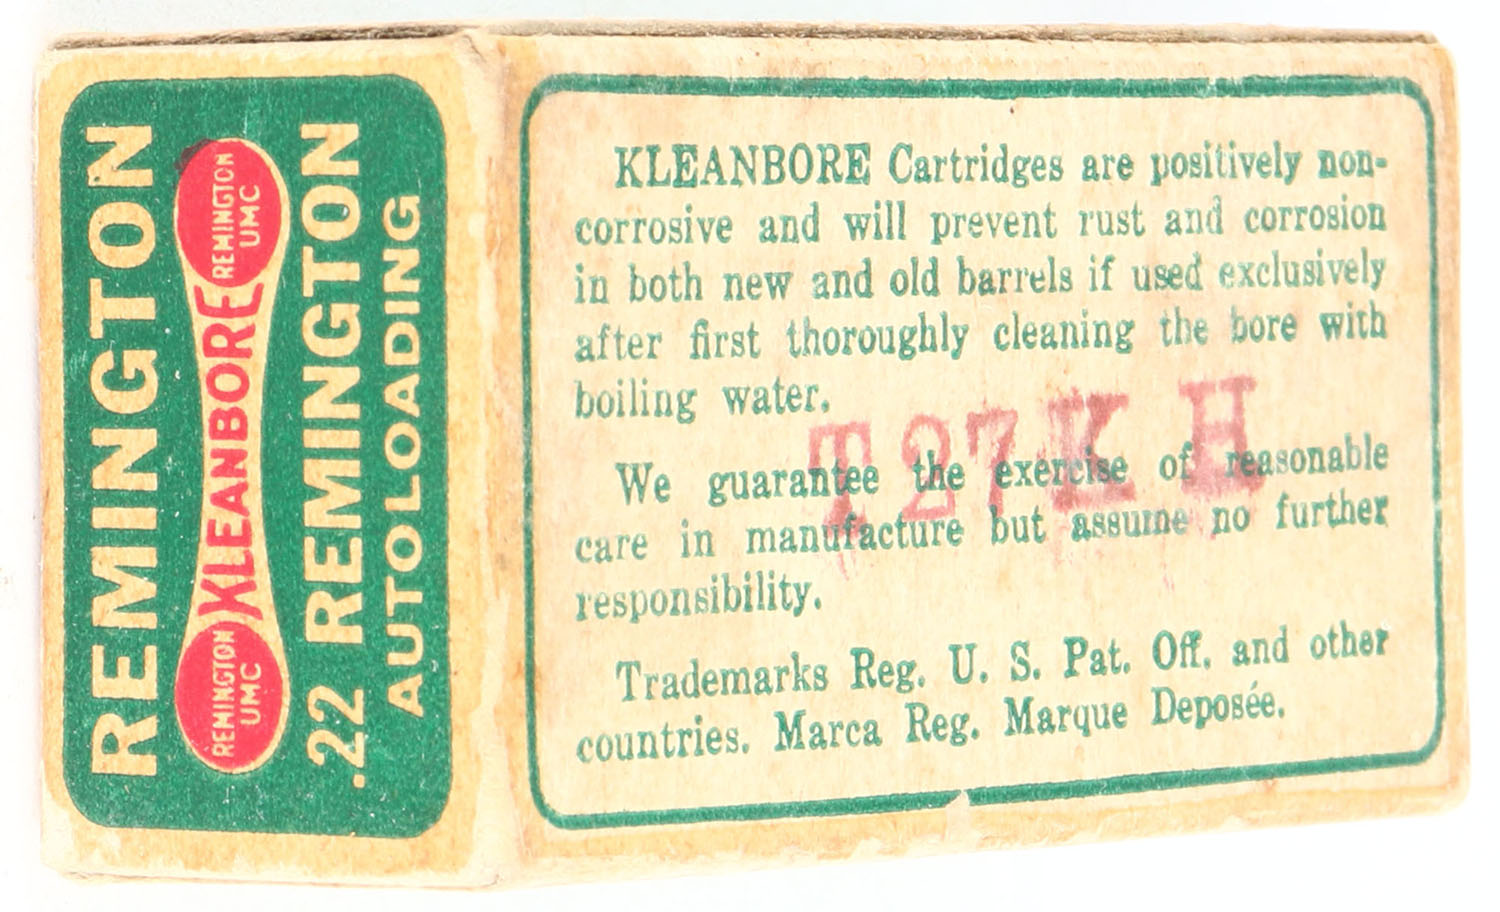 REMINGTON
REMINGTON
UMC
KLEANBORE
REMINGTON
UMC
.22 REMINGTON
AUTOLOADING
KLEANBORE Cartridges are positively non-
corrosive and will prevent rust and corrosion
in both new and old barrels if used exclusively
after first thoroughly cleaning the bore with
boiling water.
We guarantee the exercise of reasonable
care in manufacture but assume no further
responsibility.
Trademarks Reg. U. S. Pat. Off. and other
countries. Marca Reg. Marque Deposée.
T27K H